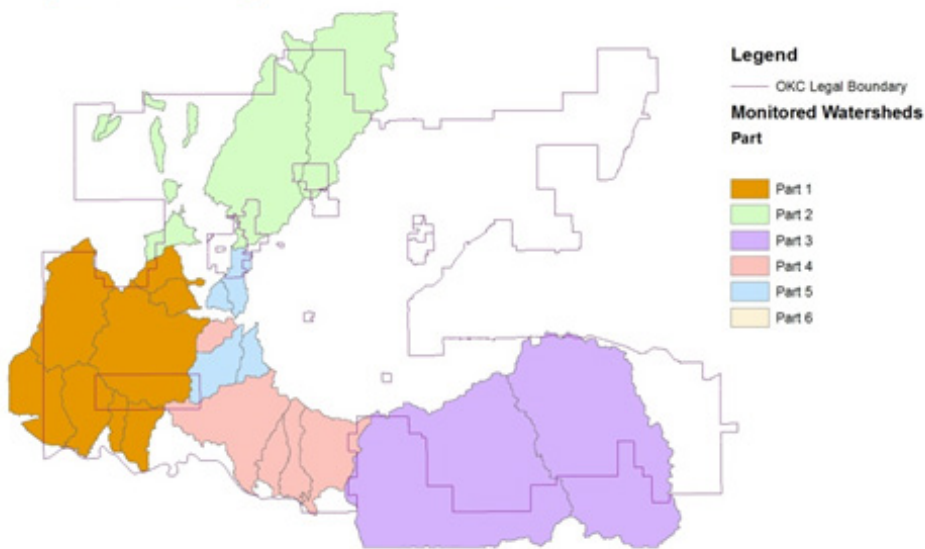 Legend
OKC Legal Boundary
Monitored Watersheds
Part
Part 1
Part 2
Part 3
Part 4
Part 5
Part 6